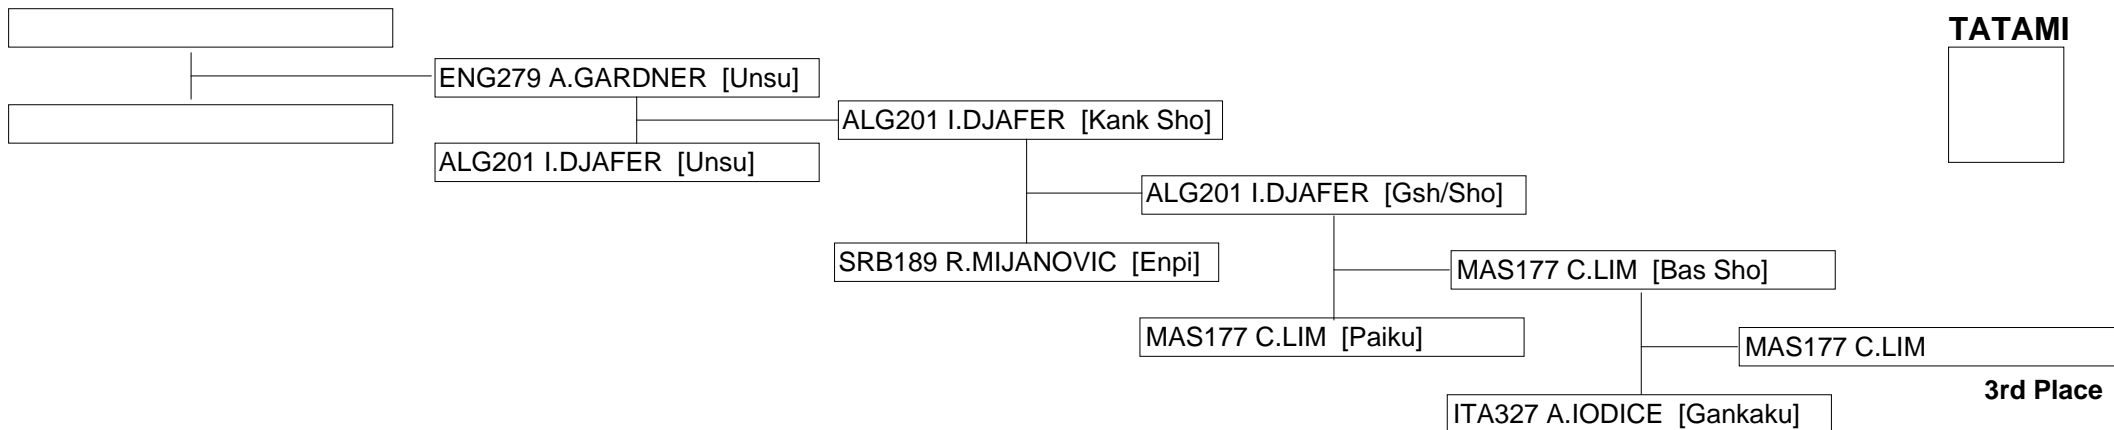 TATAMI
ENG279 A.GARDNER [Unsu]
ALG201 I.DJAFER [Kank Sho]
ALG201 I.DJAFER [Unsu]
ALG201 I.DJAFER [Gsh/Sho]
SRB189 R.MIJANOVIC [Enpi]
MAS177 C.LIM [Bas Sho]
MAS177 C.LIM [Paiku]
MAS177 C.LIM
3rd Place
ITA327 A.IODICE [Gankaku]